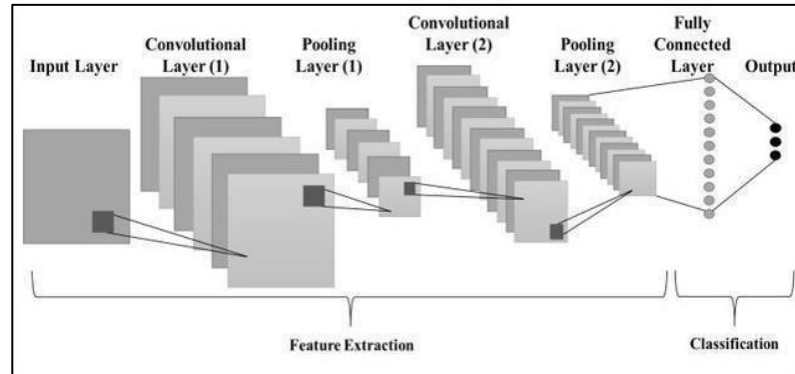 Input Layer
Convolutional
Layer (1)
Pooling
Layer (1)
Convolutional
Layer (2)
Pooling
Layer (2)
Fully
Connected
Layer
Output
Feature Extraction
Classification